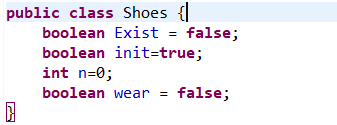 public class Shoes {
    boolean Exist = false;
    boolean init=true;
    int n=0;
    boolean wear = false;
}